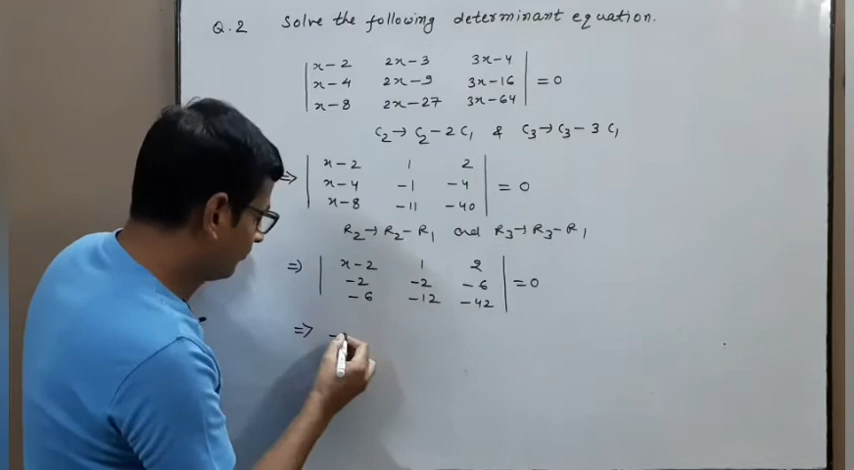 Q.2 Solve the following determinant equation.
| x-2 2x-3 3x-4 |
| x-4 2x-9 3x-16 | = 0
| x-8 2x-27 3x-64 |
C₂→C₂-2C₁ & C₃→C₃-3C₁
| x-2 1 2 |
⇒ | x-4 -1 -4 | = 0
| x-8 -11 -40 |
R₂→R₂-R₁ and R₃→R₃-R₁
| x-2 1 2 |
⇒ | -2 -2 -6 | = 0
| -6 -12 -42 |
⇒ -